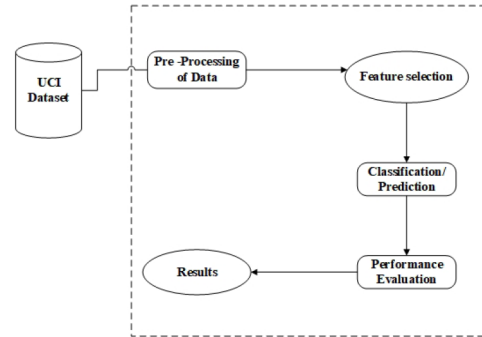 UCI
Dataset
Pre -Processing
of Data
Feature selection
Classification/
Prediction
Performance
Evaluation
Results